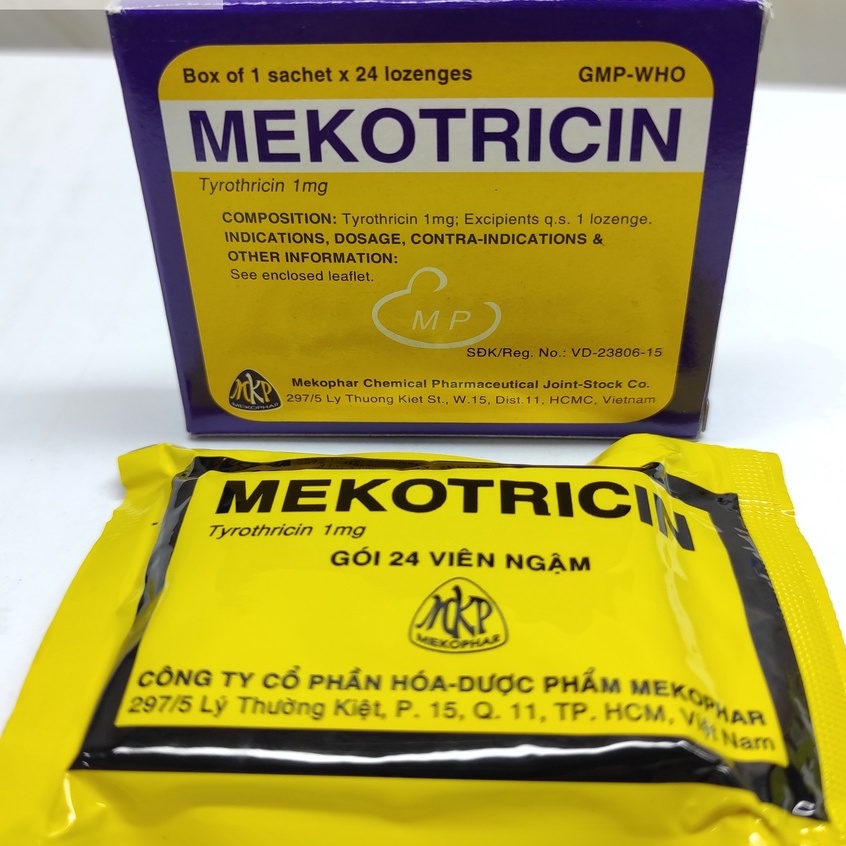 Box of 1 sachet x 24 lozenges GMP-WHO
MEKOTRICIN
Tyrothricin 1mg
COMPOSITION: Tyrothricin 1mg; Excipients q.s. 1 lozenge.
INDICATIONS, DOSAGE, CONTRA-INDICATIONS &
OTHER INFORMATION:
See enclosed leaflet.
MP
SĐK/Reg. No.: VD-23806-15
MKP
MEKOPHAR
Mekophar Chemical Pharmaceutical Joint-Stock Co.
297/5 Ly Thuong Kiet St., W.15, Dist.11, HCMC, Vietnam
MEKOTRICIN
Tyrothricin 1mg
GÓI 24 VIÊN NGẬM
MKP
MEKOPHAR
CÔNG TY CỔ PHẦN HÓA-DƯỢC PHẨM MEKOPHAR
297/5 Lý Thường Kiệt, P. 15, Q. 11, TP. HCM, Việt Nam